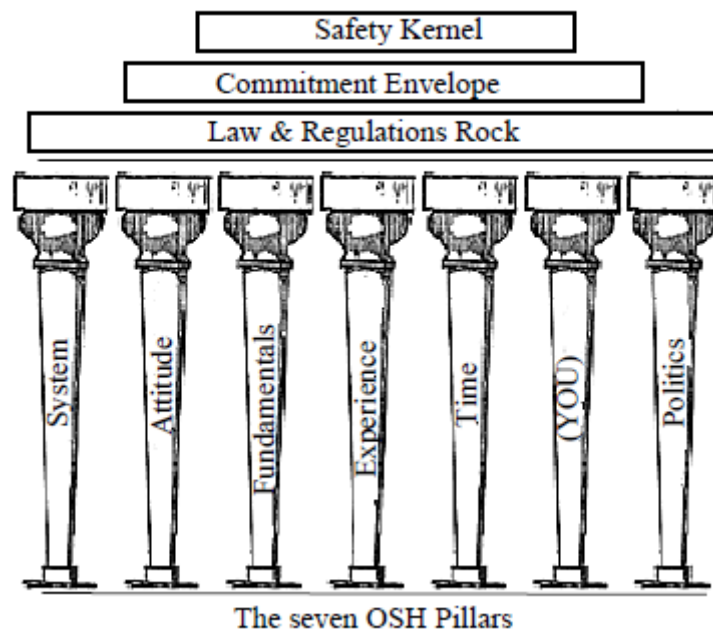 Safety Kernel
Commitment Envelope
Law & Regulations Rock
System
Attitude
Fundamentals
Experience
Time
(YOU)
Politics
The seven OSH Pillars